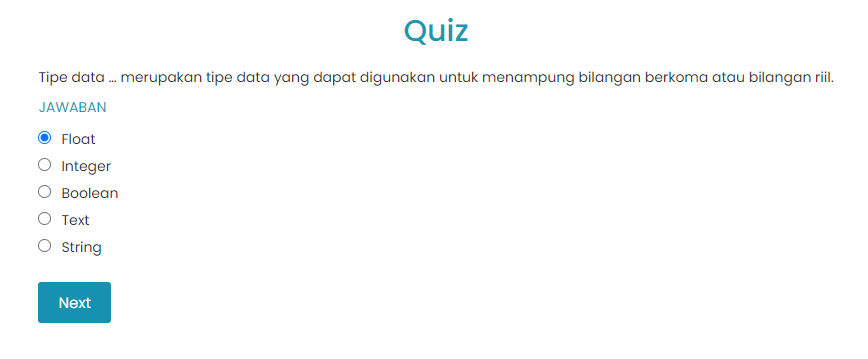 Quiz
Tipe data ... merupakan tipe data yang dapat digunakan untuk menampung bilangan berkoma atau bilangan riil.
JAWABAN
Float
Integer
Boolean
Text
String
Next